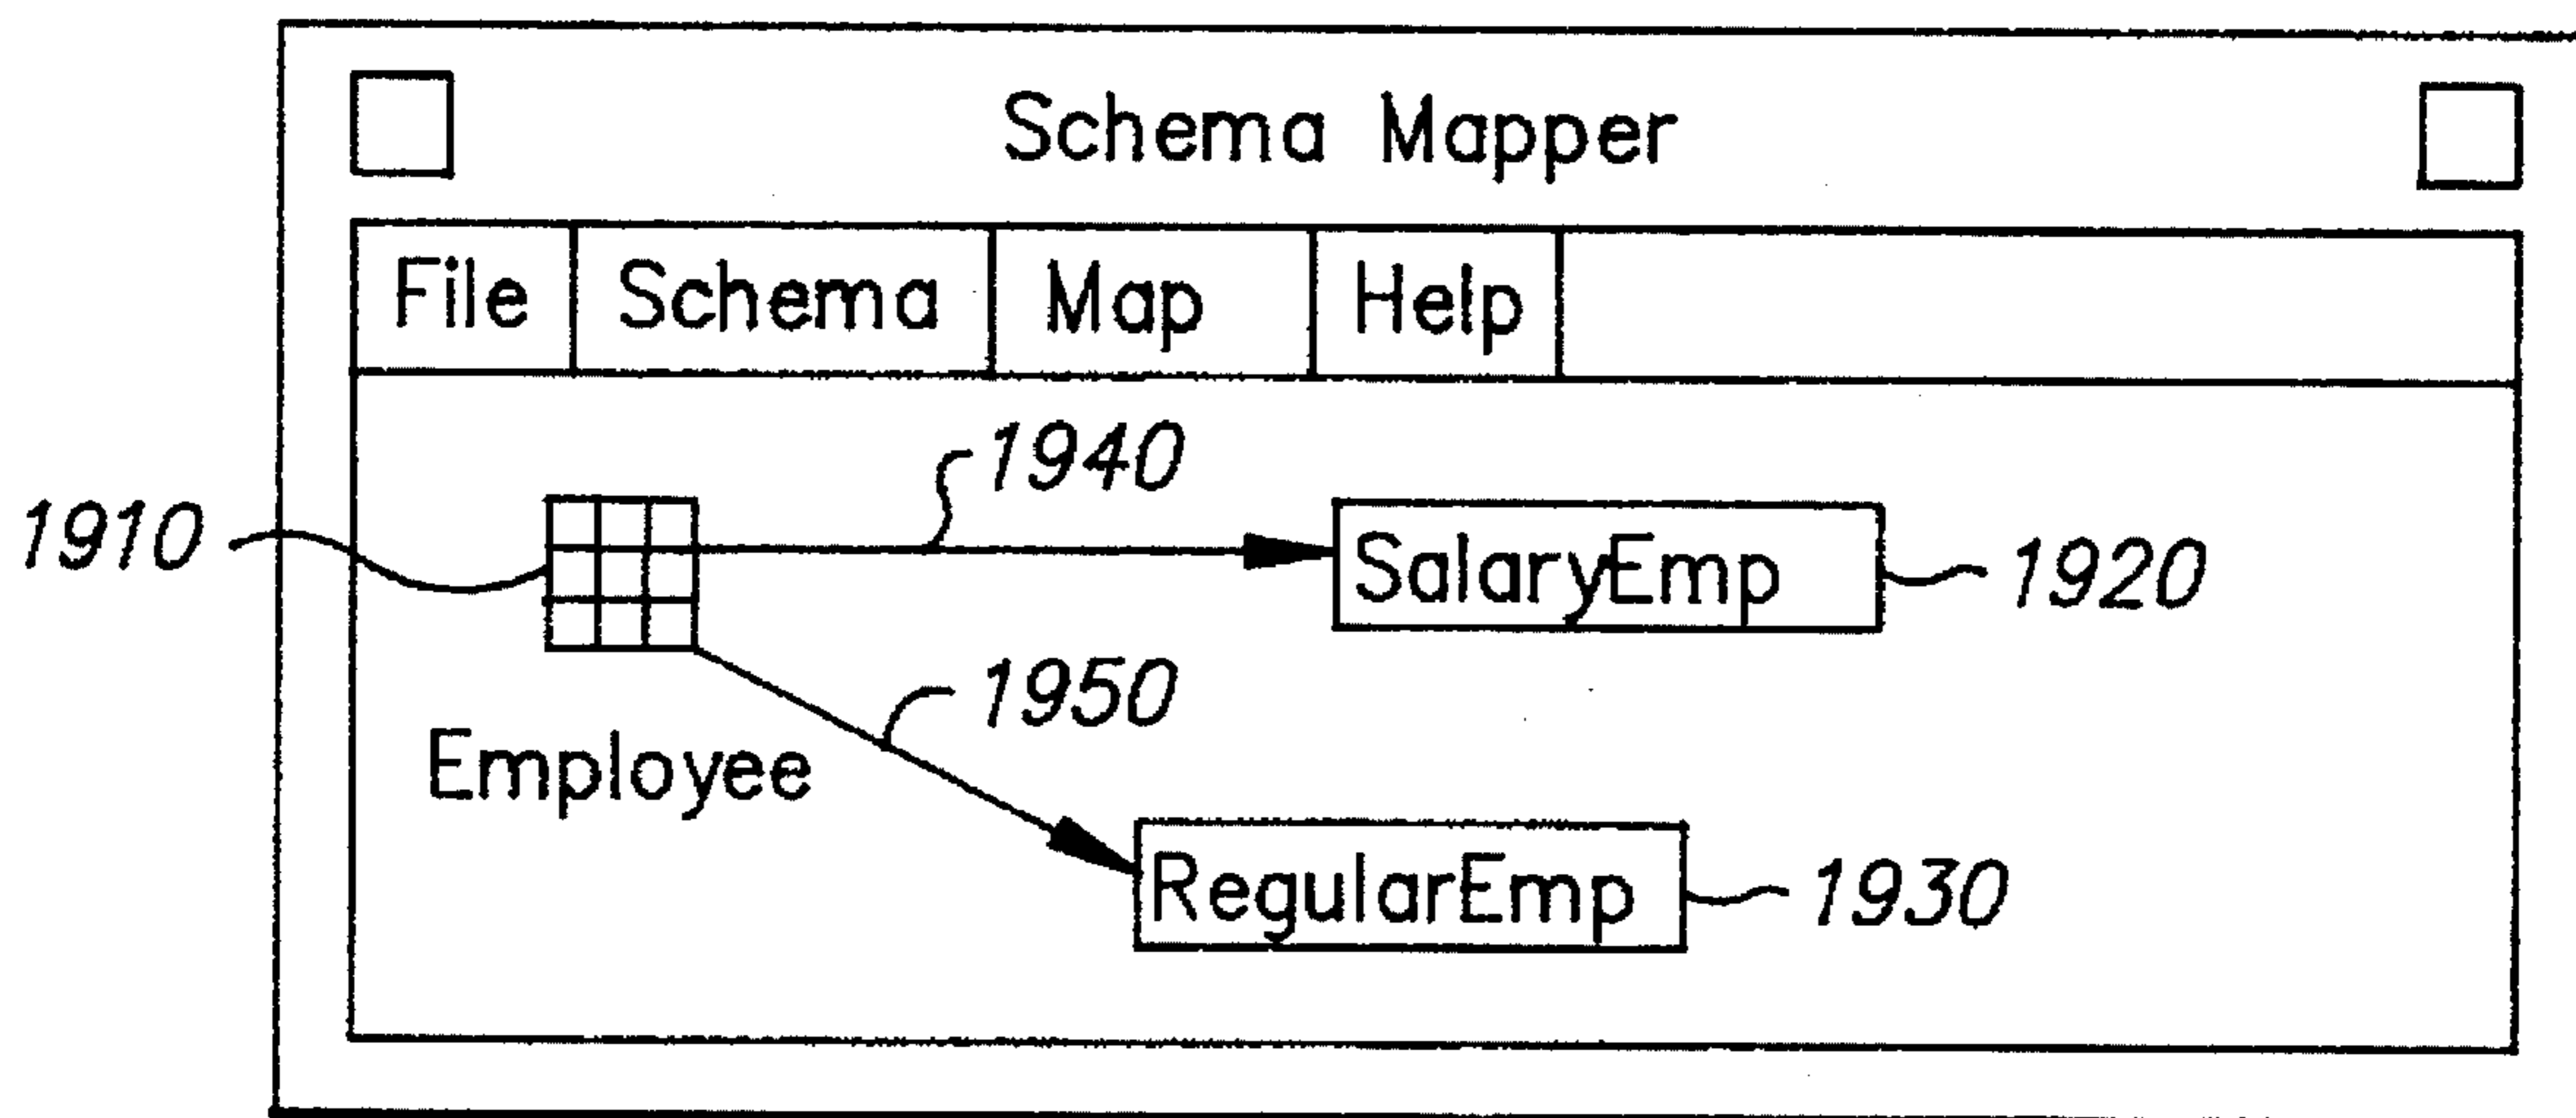 Schema Mapper
File Schema Map Help
1940
1910
SalaryEmp 1920
1950
Employee
RegularEmp 1930